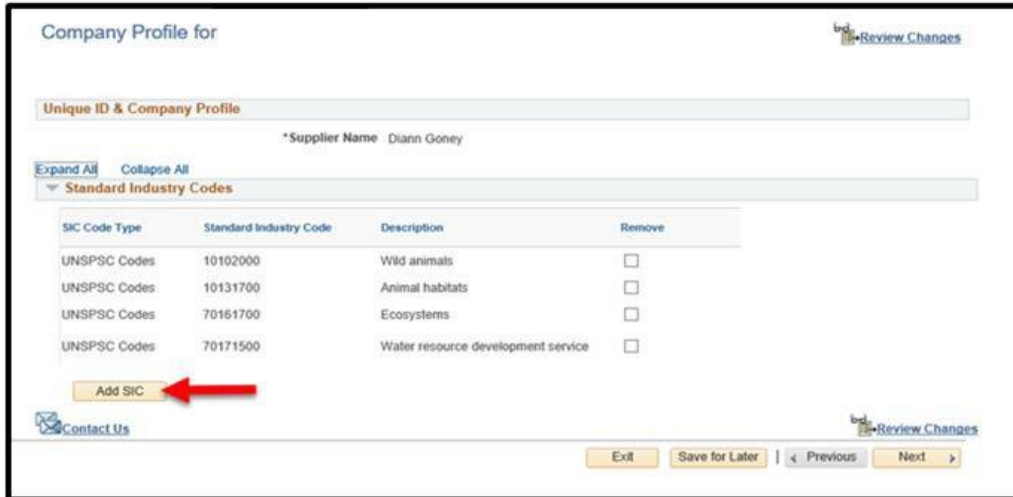 Company Profile for
Review Changes
Unique ID & Company Profile
*Supplier Name Diann Goney
Expand All Collapse All
Standard Industry Codes
SIC Code Type Standard Industry Code Description Remove
UNSPSC Codes 10102000 Wild animals
UNSPSC Codes 10131700 Animal habitats
UNSPSC Codes 70161700 Ecosystems
UNSPSC Codes 70171500 Water resource development service
Add SIC
Contact Us
Review Changes
Exit Save for Later | Previous Next